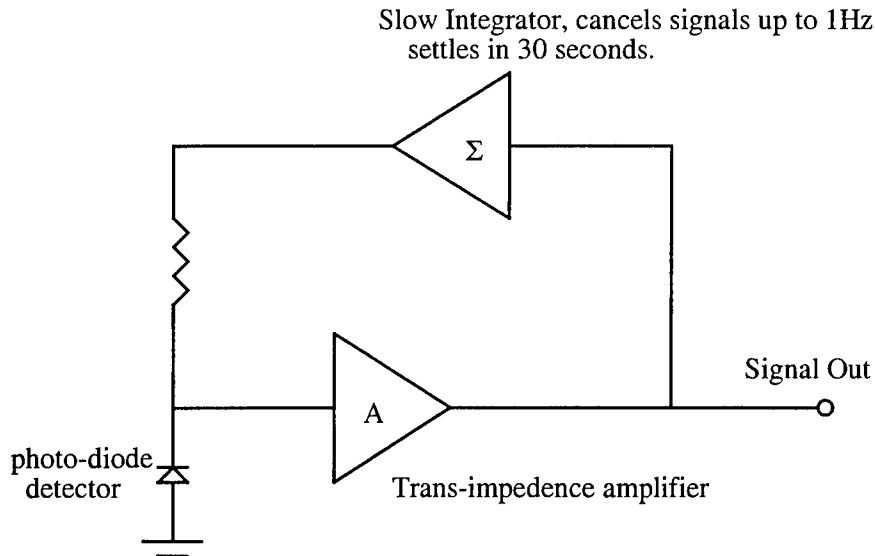 Slow Integrator, cancels signals up to 1Hz
settles in 30 seconds.
Σ
A
Signal Out
photo-diode
detector
Trans-impedence amplifier